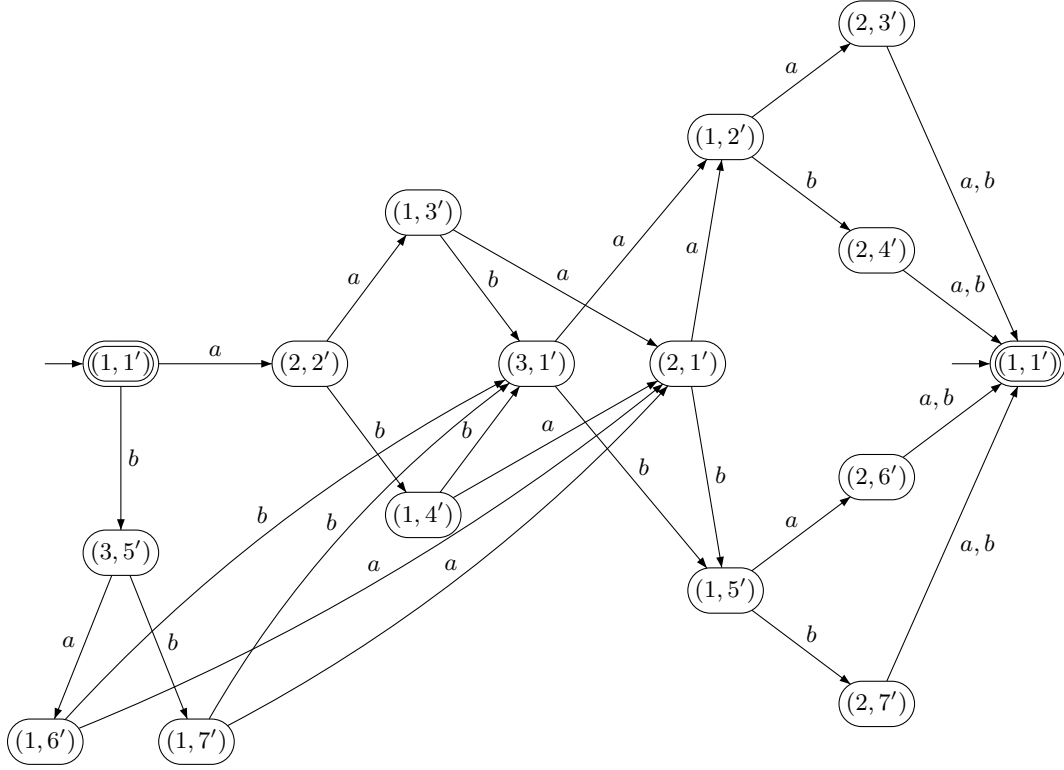 (2, 3′)
a
(1, 2′)
b
a, b
(1, 3′)
a
(2, 4′)
a
b
a
a
a, b
(1, 1′)
a
(2, 2′)
(3, 1′)
(2, 1′)
(1, 1′)
b
b
a
a, b
b
b
b
(2, 6′)
(1, 4′)
a
b
b
a, b
(3, 5′)
a
a
(1, 5′)
a
b
b
(1, 6′)
(1, 7′)
(2, 7′)